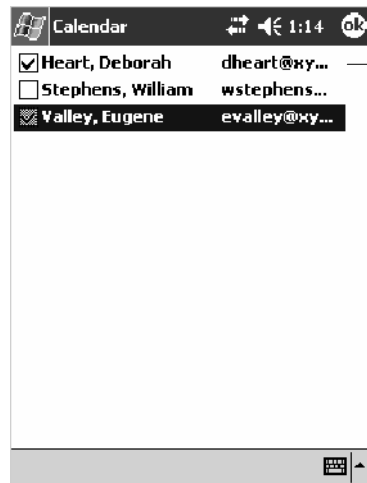 Calendar 1:14 ok
Heart, Deborah dheart@xy...
Stephens, William wstephens...
Valley, Eugene evalley@xy...